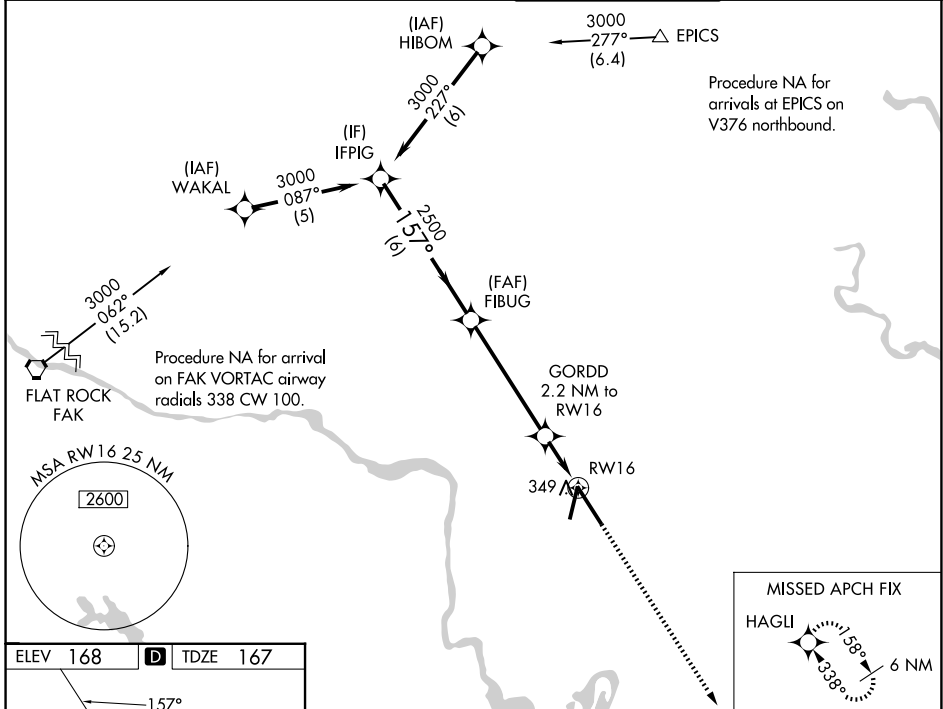 (IAF)
HIBOM
3000
277°
(6.4)
EPICS
Procedure NA for
arrivals at EPICS on
V376 northbound.
3000
227°
(6)
(IF)
IFPIG
(IAF)
WAKAL
3000
087°
(5)
2500
157°
(6)
3000
062°
(15.2)
(FAF)
FIBUG
FLAT ROCK
FAK
Procedure NA for arrival
on FAK VORTAC airway
radials 338 CW 100.
GORDD
2.2 NM to
RW16
RW16
349
MSA RW16 25 NM
2600
MISSED APCH FIX
HAGLI
158°
338°
6 NM
ELEV 168 D TDZE 167
157°